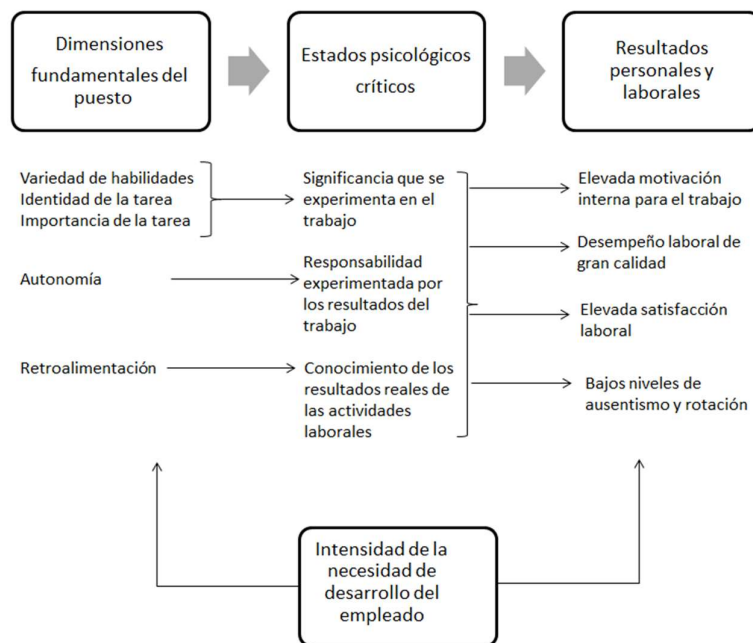 Dimensiones
fundamentales del
puesto
Estados psicológicos
críticos
Resultados
personales y
laborales
Variedad de habilidades
Identidad de la tarea
Importancia de la tarea
Significancia que se
experimenta en el
trabajo
Elevada motivación
interna para el trabajo
Desempeño laboral de
gran calidad
Autonomía
Responsabilidad
experimentada por
los resultados del
trabajo
Elevada satisfacción
laboral
Retroalimentación
Conocimiento de los
resultados reales de
las actividades
laborales
Bajos niveles de
ausentismo y rotación
Intensidad de la
necesidad de
desarrollo del
empleado